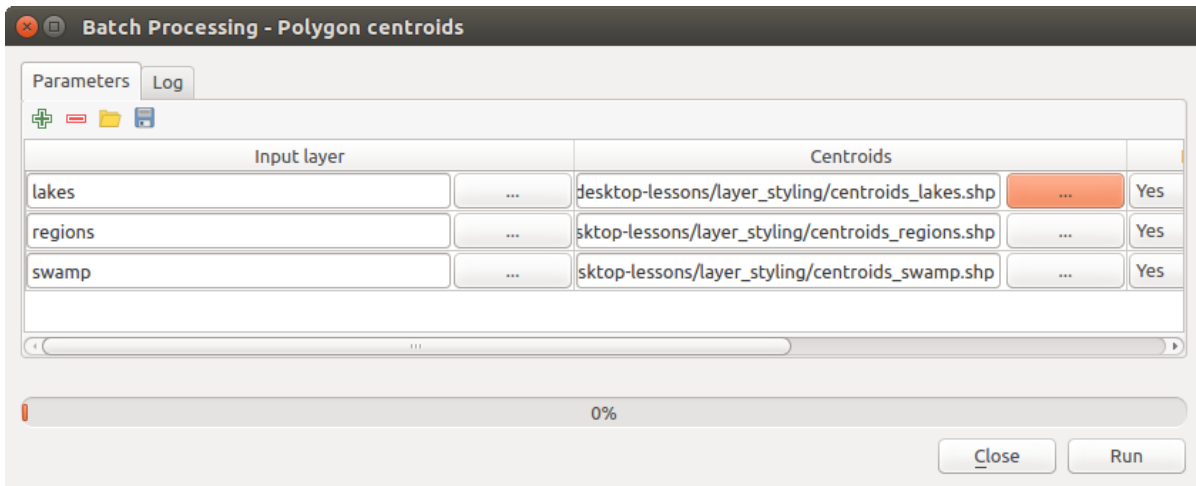 Batch Processing - Polygon centroids
Parameters Log
Input layer Centroids
lakes ... desktop-lessons/layer_styling/centroids_lakes.shp ... Yes
regions ... sktop-lessons/layer_styling/centroids_regions.shp ... Yes
swamp ... sktop-lessons/layer_styling/centroids_swamp.shp ... Yes
0%
Close Run